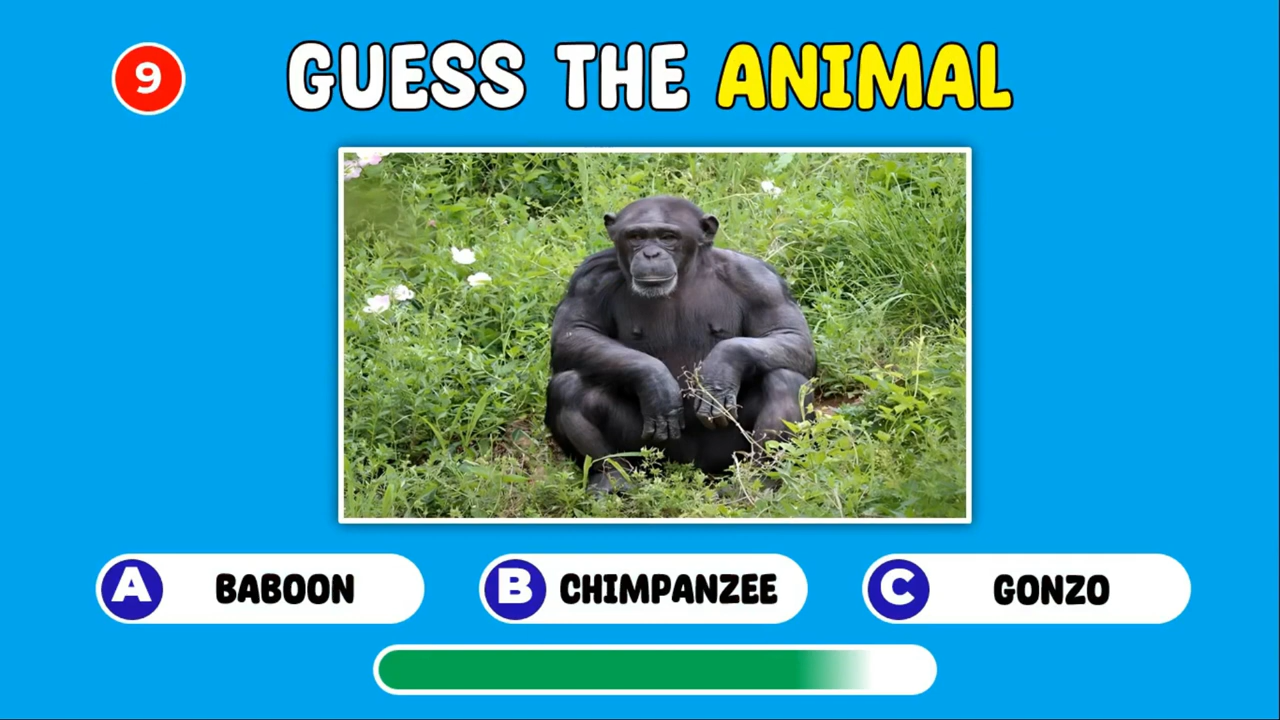 9
GUESS THE ANIMAL
A BABOON
B CHIMPANZEE
C GONZO